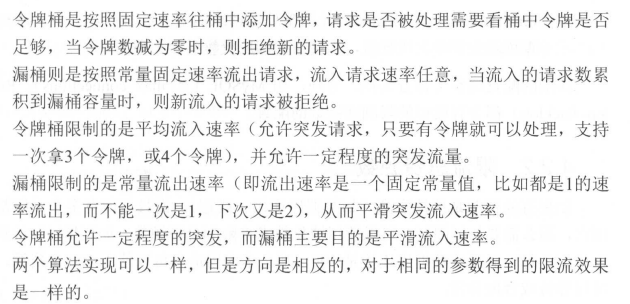 令牌桶是按照固定速率往桶中添加令牌，请求是否被处理需要看桶中令牌是否
足够，当令牌数减为零时，则拒绝新的请求。
漏桶则是按照常量固定速率流出请求，流入请求速率任意，当流入的请求数累
积到漏桶容量时，则新流入的请求被拒绝。
令牌桶限制的是平均流入速率（允许突发请求，只要有令牌就可以处理，支持
一次拿3个令牌，或4个令牌），并允许一定程度的突发流量。
漏桶限制的是常量流出速率（即流出速率是一个固定常量值，比如都是1的速
率流出，而不能一次是1，下次又是2），从而平滑突发流入速率。
令牌桶允许一定程度的突发，而漏桶主要目的是平滑流入速率。
两个算法实现可以一样，但是方向是相反的，对于相同的参数得到的限流效果
是一样的。